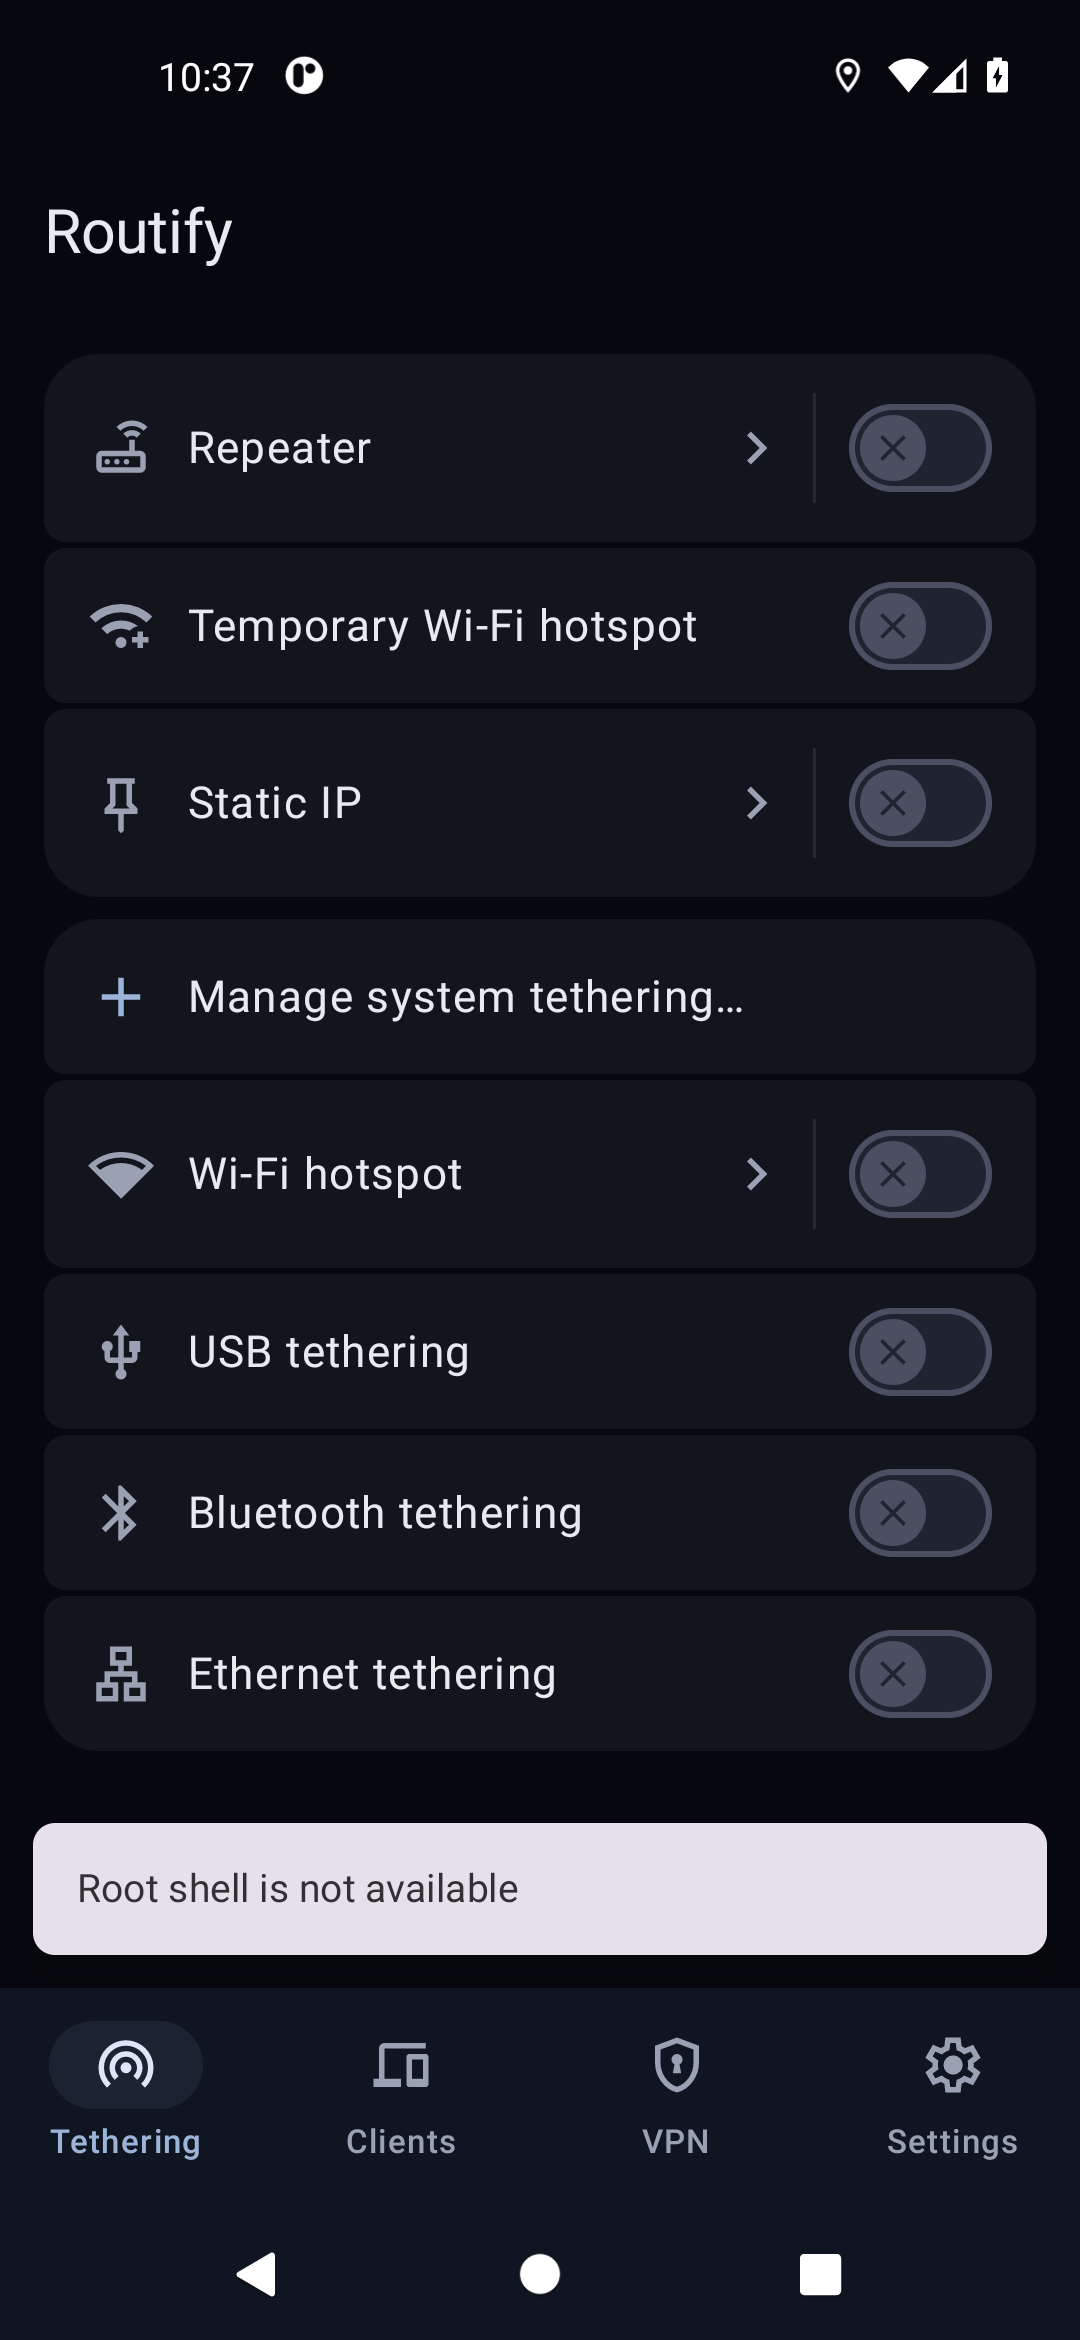 10:37
Routify
Repeater
Temporary Wi-Fi hotspot
Static IP
Manage system tethering…
Wi-Fi hotspot
USB tethering
Bluetooth tethering
Ethernet tethering
Root shell is not available
Tethering Clients VPN Settings